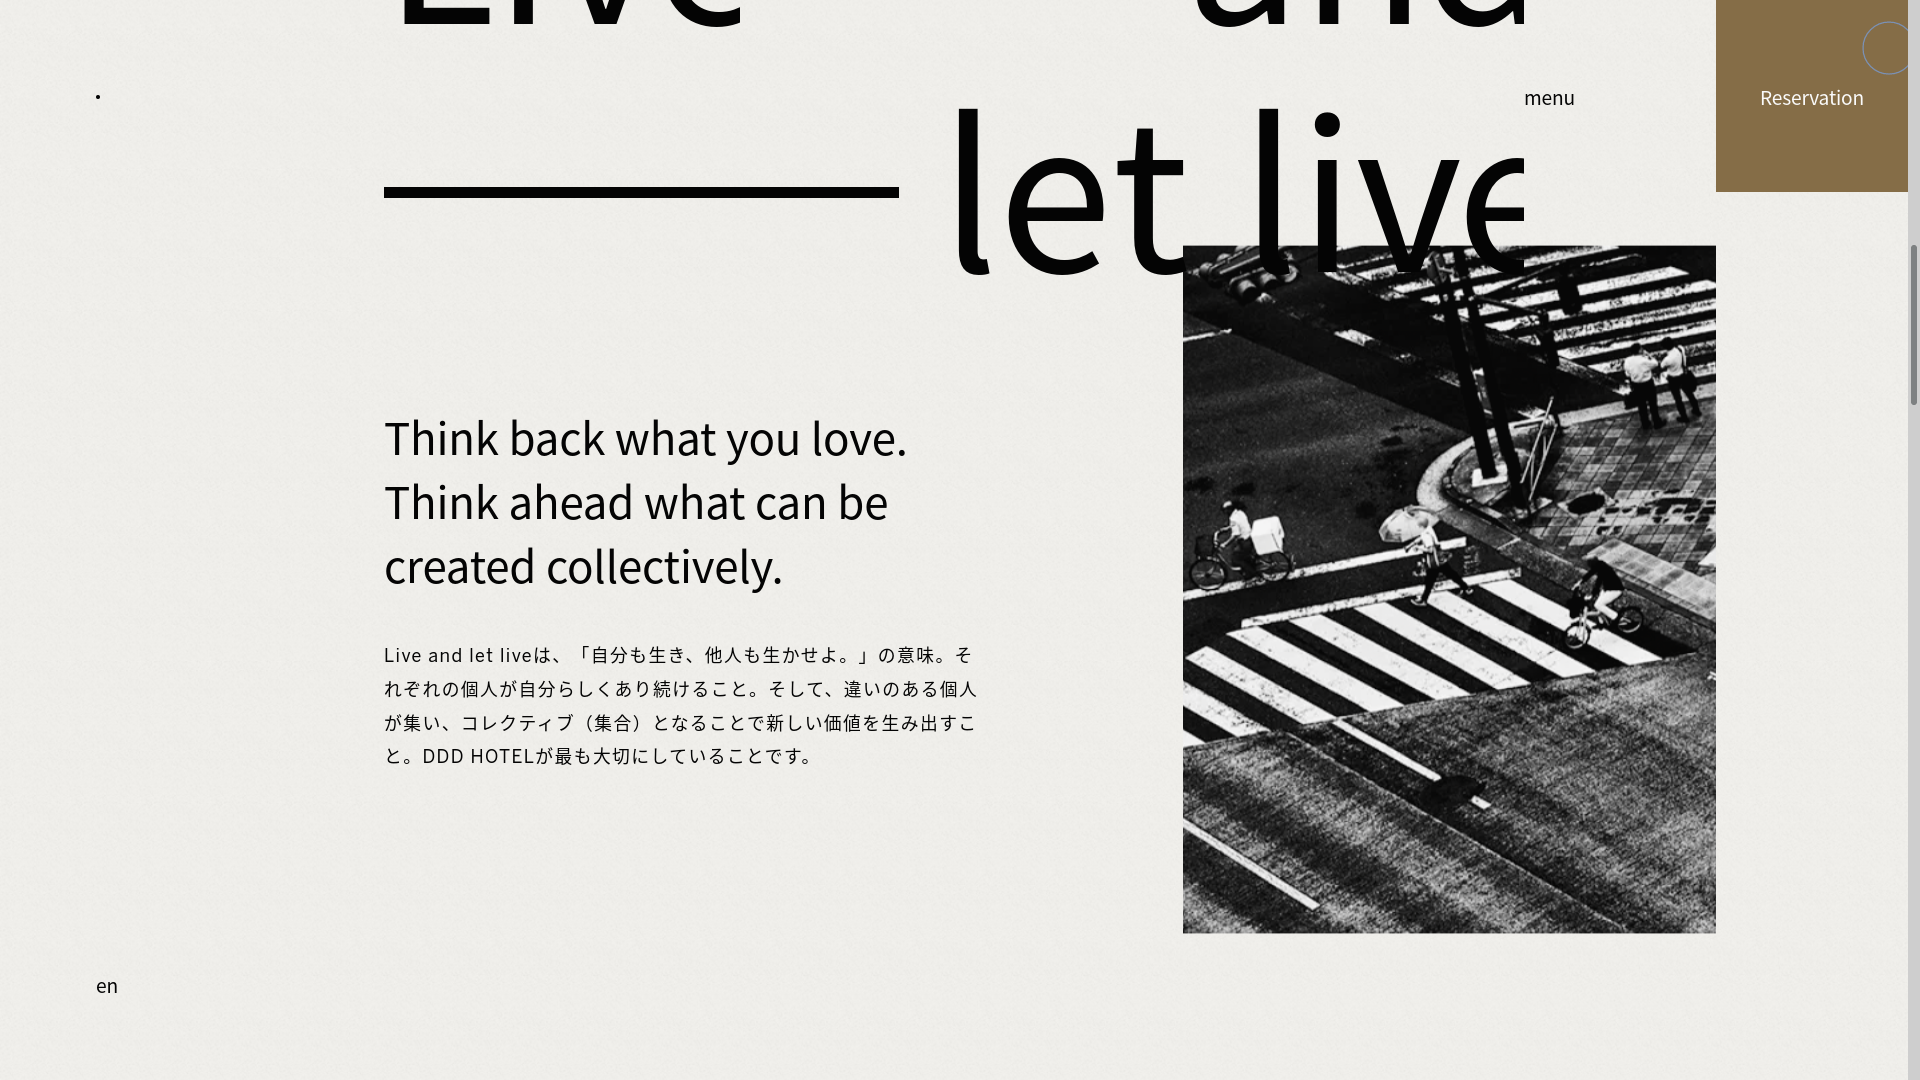 Live and
menu
Reservation
let live
Think back what you love.
Think ahead what can be
created collectively.
Live and let liveは、「自分も生き、他人も生かせよ。」の意味。そ
れぞれの個人が自分らしくあり続けること。そして、違いのある個人
が集い、コレクティブ（集合）となることで新しい価値を生み出すこ
と。DDD HOTELが最も大切にしていることです。
en